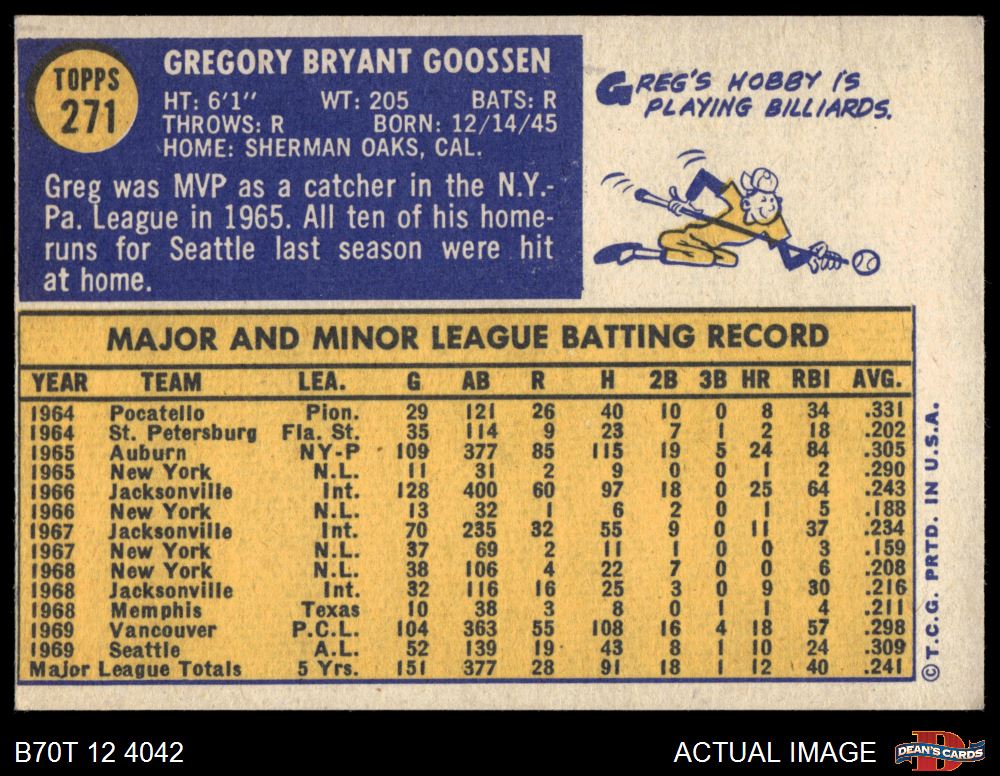 TOPPS
271
GREGORY BRYANT GOOSSEN
HT: 6'1" WT: 205 BATS: R
THROWS: R BORN: 12/14/45
HOME: SHERMAN OAKS, CAL.
Greg was MVP as a catcher in the N.Y.-
Pa. League in 1965. All ten of his home-
runs for Seattle last season were hit
at home.
GREG'S HOBBY IS
PLAYING BILLIARDS.
MAJOR AND MINOR LEAGUE BATTING RECORD
YEAR TEAM LEA. G AB R H 2B 3B HR RBI AVG.
1964 Pocatello Pion. 29 121 26 40 10 0 8 34 .331
1964 St. Petersburg Fla. St. 35 114 9 23 7 1 2 18 .202
1965 Auburn NY-P 109 377 85 115 19 5 24 84 .305
1965 New York N.L. 11 31 2 9 0 0 1 2 .290
1966 Jacksonville Int. 128 400 60 97 18 0 25 64 .243
1966 New York N.L. 13 32 1 6 2 0 1 5 .188
1967 Jacksonville Int. 70 235 32 55 9 0 11 37 .234
1967 New York N.L. 37 69 2 11 1 0 0 3 .159
1968 New York N.L. 38 106 4 22 7 0 0 6 .208
1968 Jacksonville Int. 32 116 16 25 3 0 9 30 .216
1968 Memphis Texas 10 38 3 8 0 1 1 4 .211
1969 Vancouver P.C.L. 104 363 55 108 16 4 18 57 .298
1969 Seattle A.L. 52 139 19 43 8 1 10 24 .309
Major League Totals 5 Yrs. 151 377 28 91 18 1 12 40 .241
© T.C.G. PRTD. IN U.S.A.
B70T 12 4042
ACTUAL IMAGE
DEAN'S CARDS